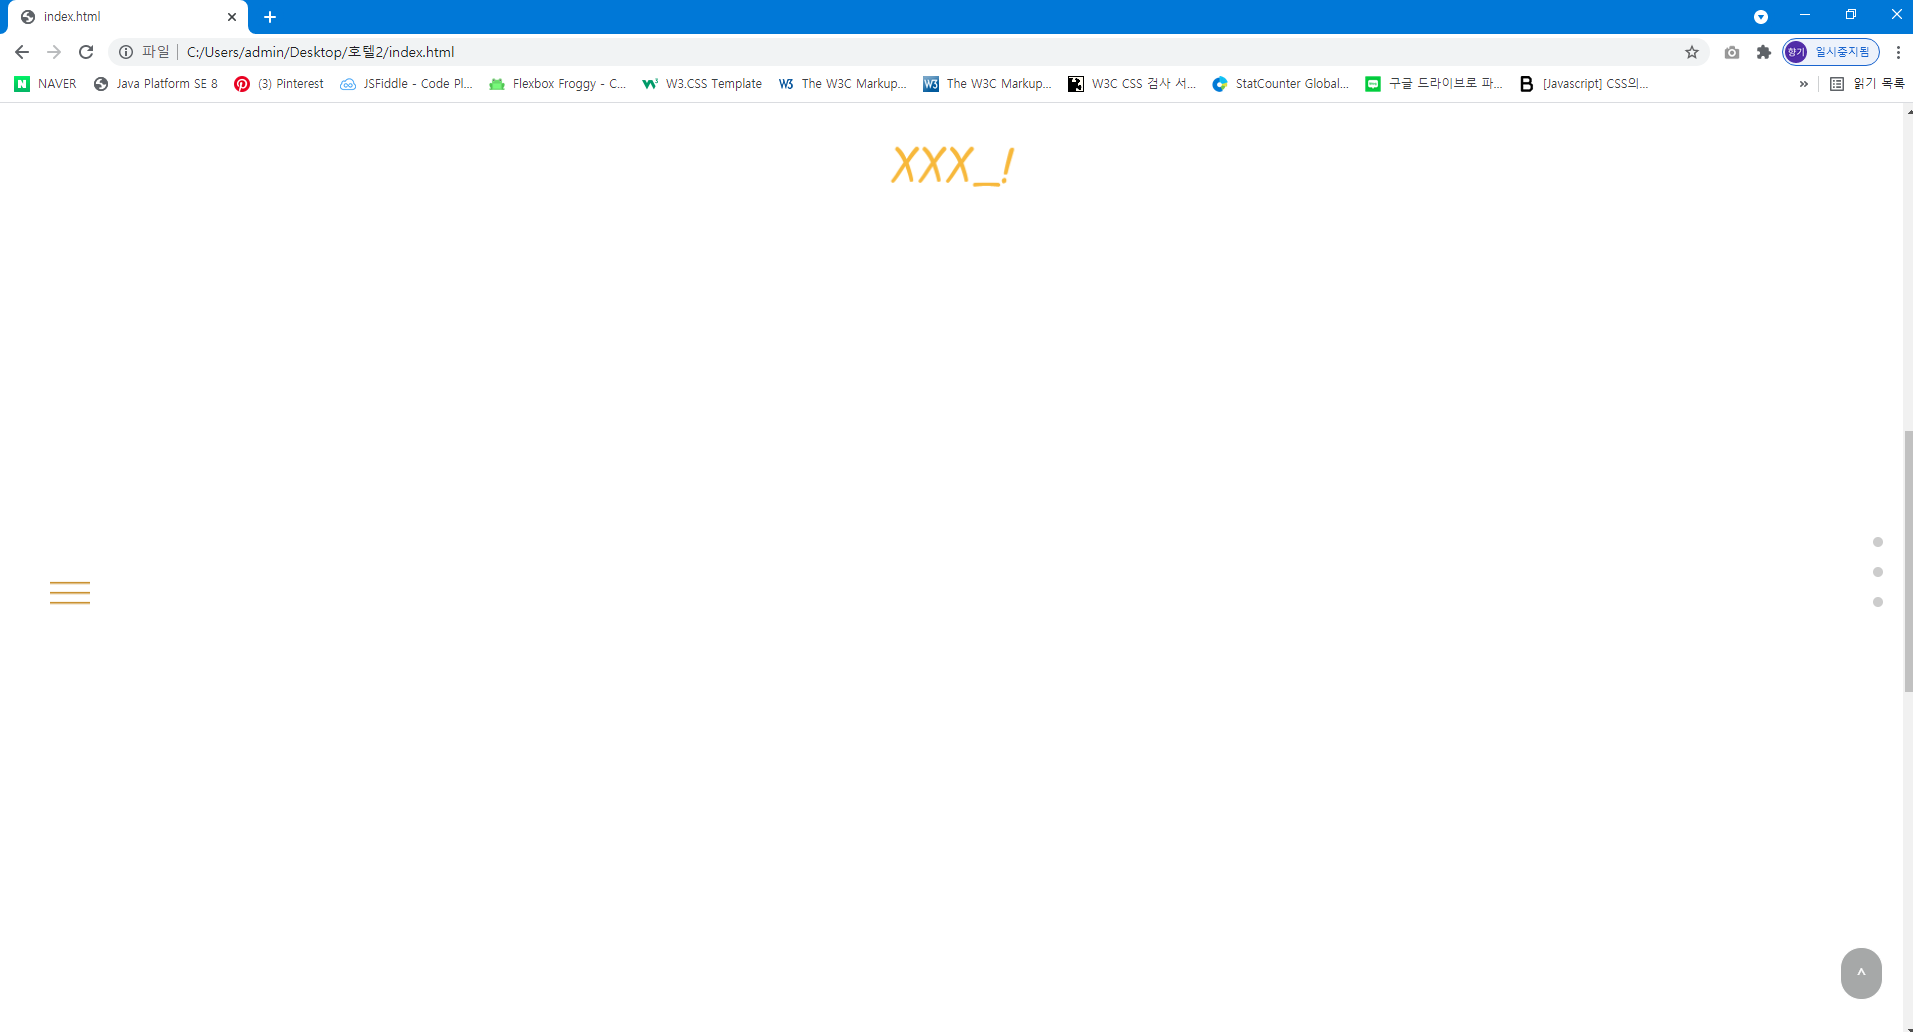 index.html
파일 C:/Users/admin/Desktop/호텔2/index.html 향기 일시중지됨
NAVER Java Platform SE 8 (3) Pinterest JSFiddle - Code Pl... Flexbox Froggy - C... W3.CSS Template The W3C Markup... The W3C Markup... W3C CSS 검사 서... StatCounter Global... 구글 드라이브로 파... [Javascript] CSS의... » 읽기 목록
XXX_!
^